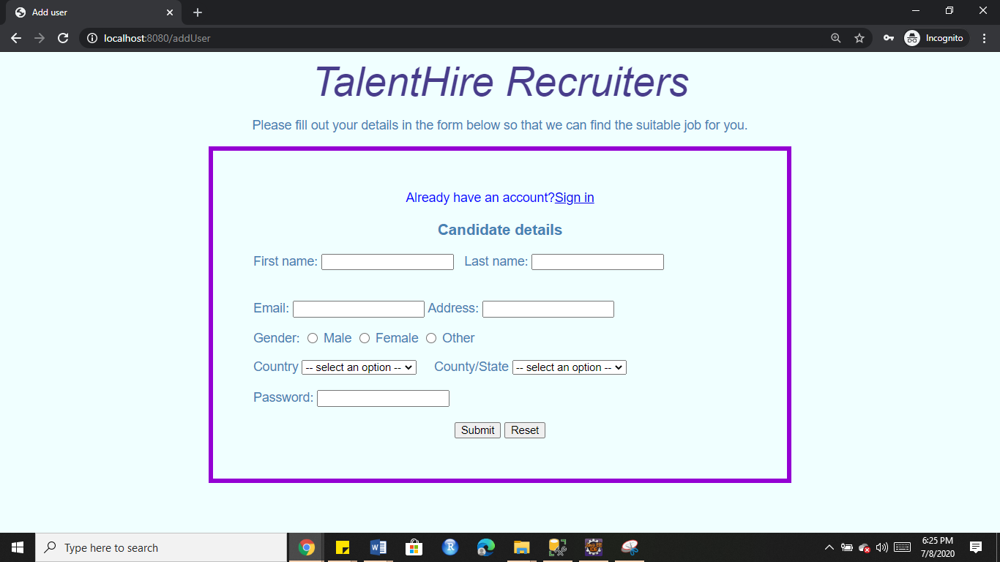 Add user
localhost:8080/addUser
Incognito
TalentHire Recruiters
Please fill out your details in the form below so that we can find the suitable job for you.
Already have an account?Sign in
Candidate details
First name: Last name:
Email: Address:
Gender: Male Female Other
Country -- select an option -- County/State -- select an option --
Password:
Submit Reset
Type here to search
6:25 PM
7/8/2020